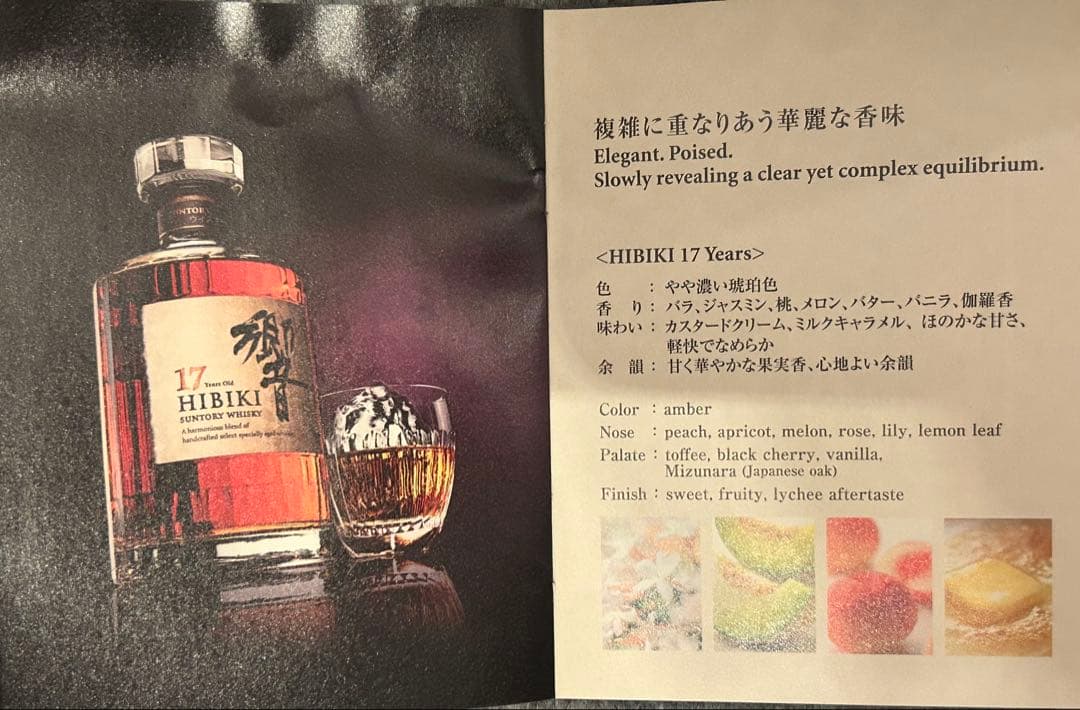 SUNTORY
響
17 Years Old
HIBIKI
SUNTORY WHISKY
A harmonious blend of
handcrafted select specially aged
複雑に重なりあう華麗な香味
Elegant. Poised.
Slowly revealing a clear yet complex equilibrium.
<HIBIKI 17 Years>
色 : やや濃い琥珀色
香り : バラ、ジャスミン、桃、メロン、バター、バニラ、伽羅香
味わい : カスタードクリーム、ミルクキャラメル、ほのかな甘さ、
軽快でなめらか
余韻 : 甘く華やかな果実香、心地よい余韻
Color : amber
Nose : peach, apricot, melon, rose, lily, lemon leaf
Palate : toffee, black cherry, vanilla,
Mizunara (Japanese oak)
Finish : sweet, fruity, lychee aftertaste